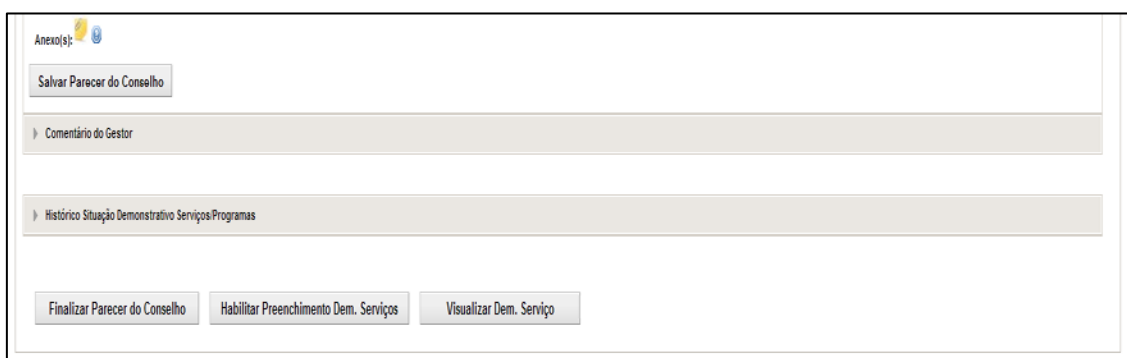 Anexo(s):
Salvar Parecer do Conselho
Comentário do Gestor
Histórico Situação Demonstrativo Serviços/Programas
Finalizar Parecer do Conselho Habilitar Preenchimento Dem. Serviços Visualizar Dem. Serviço